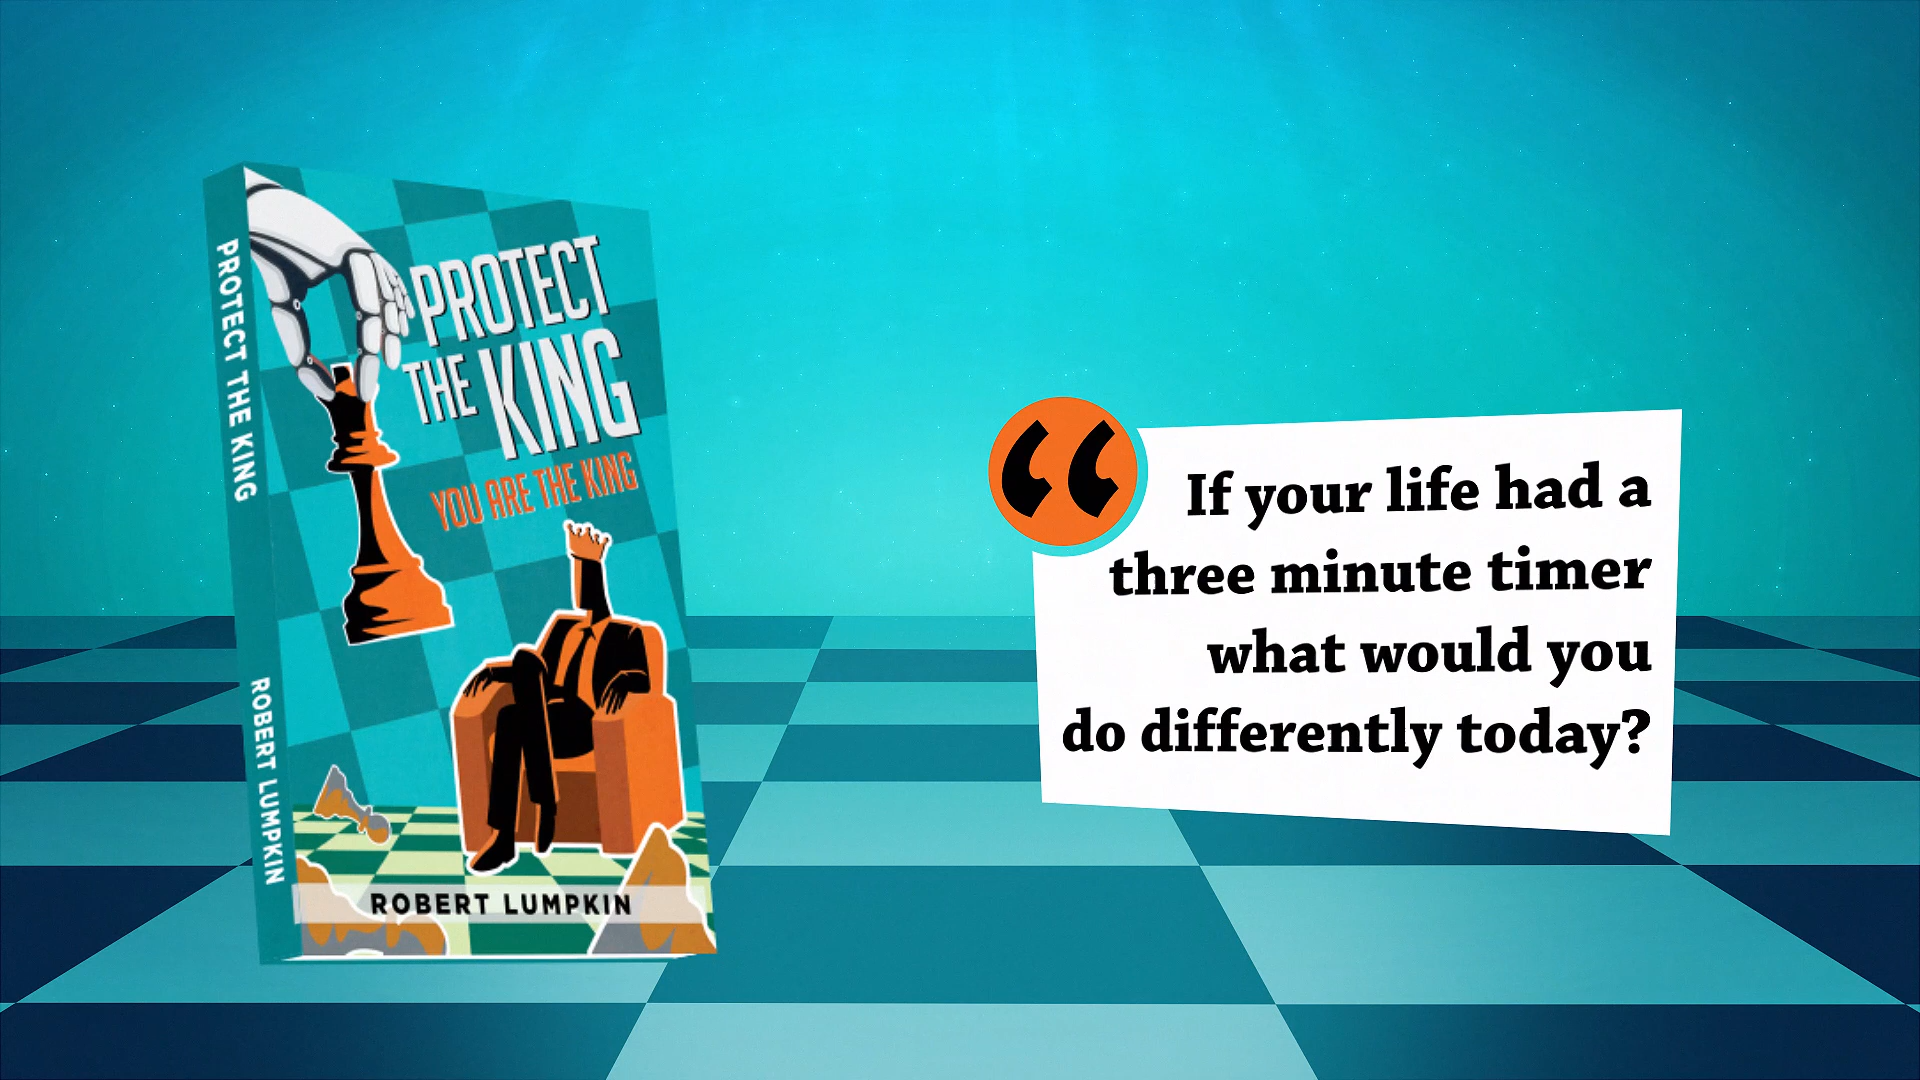 PROTECT THE KING
ROBERT LUMPKIN
PROTECT
THE KING
YOU ARE THE KING
ROBERT LUMPKIN
“
If your life had a
three minute timer
what would you
do differently today?